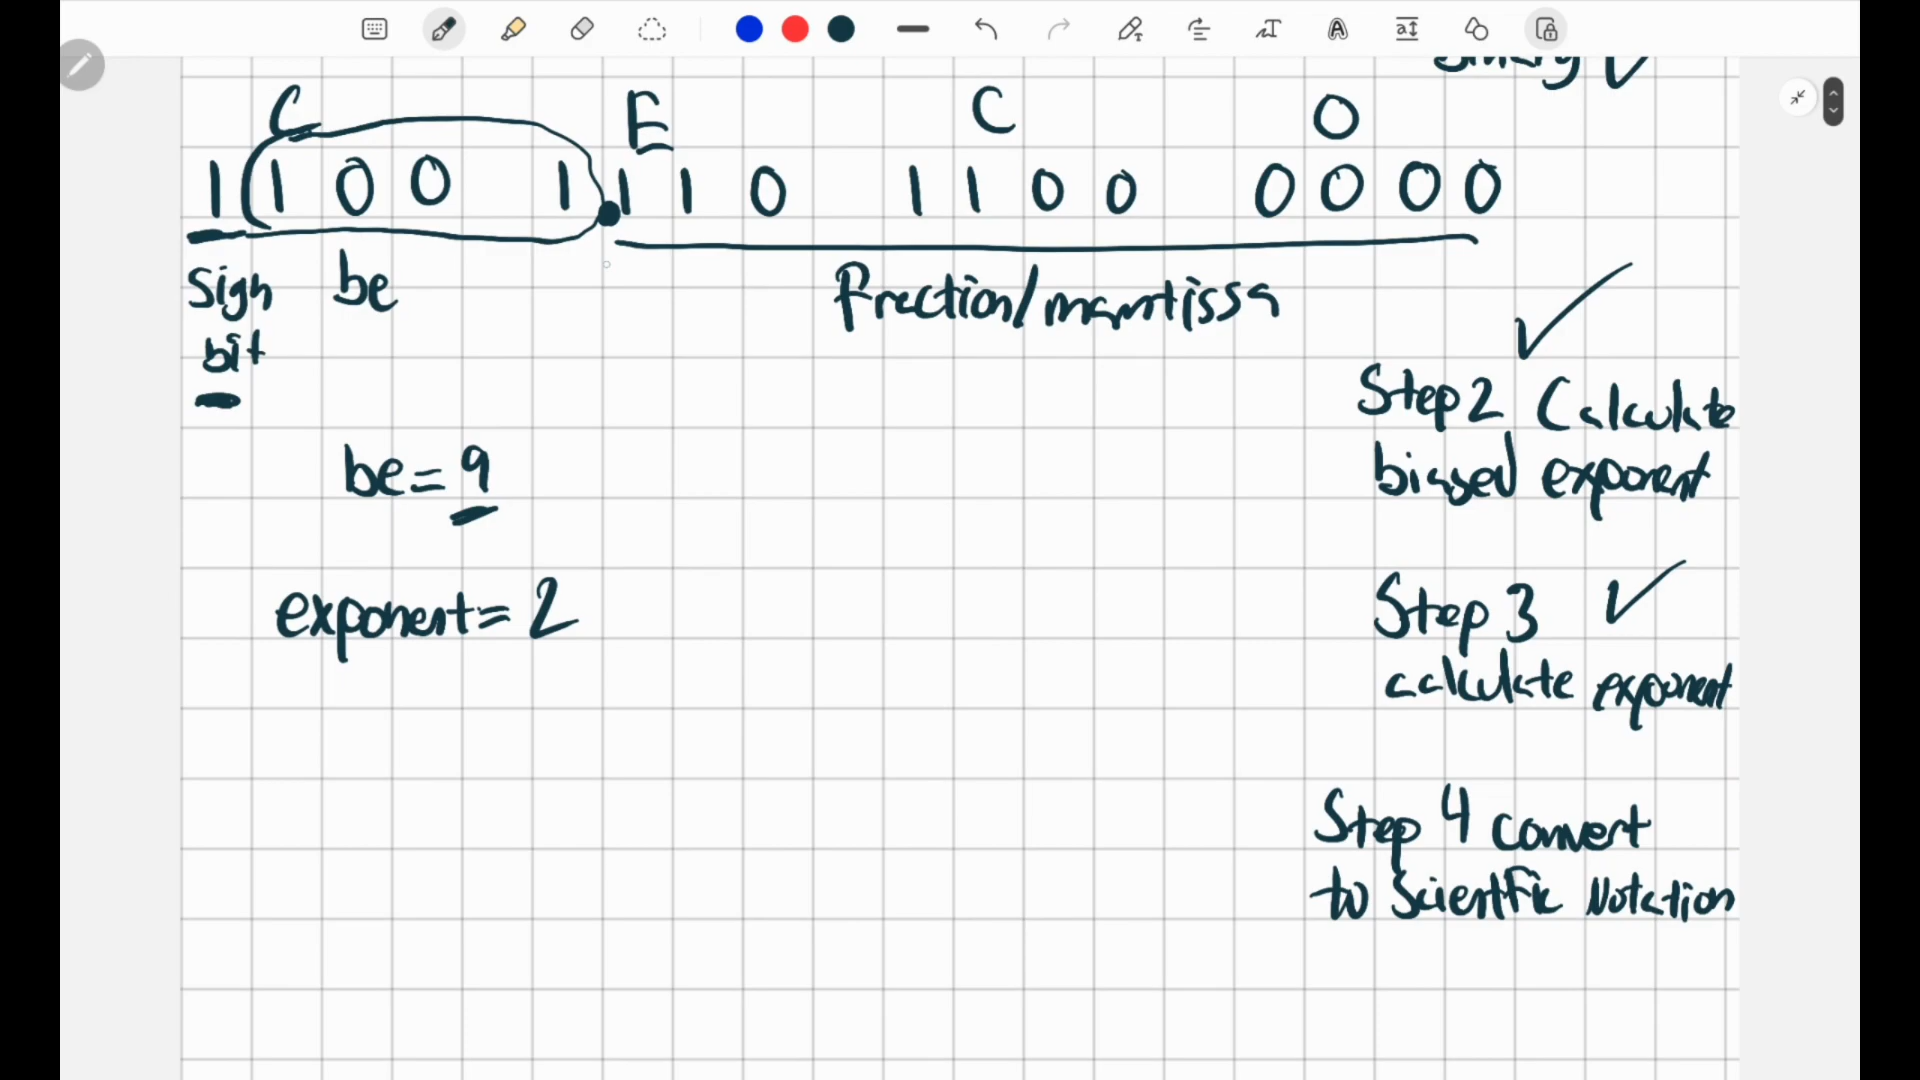 Binary ✓
C E C O
1 1 0 0 1 . 1 1 0 1 1 0 0 0 0 0 0
Sign be fraction/mantissa
bit
✓
Step 2 Calculate
biased exponent
be = 9
Step 3 ✓
exponent = 2
calculate exponent
Step 4 convert
to Scientfic Notation